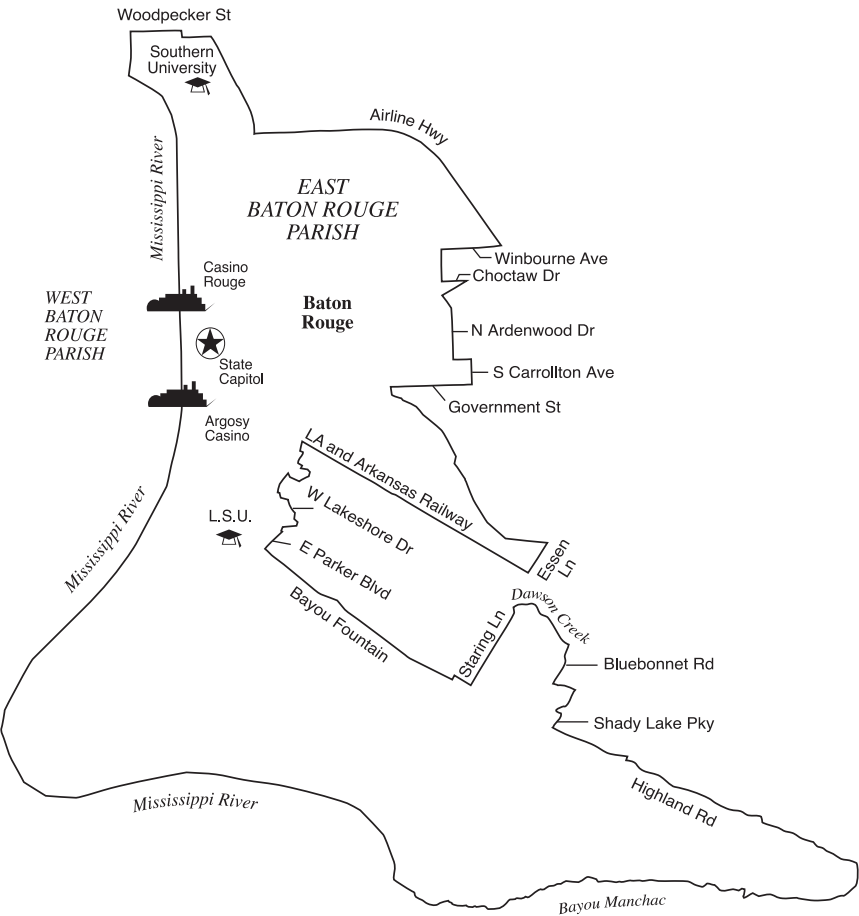 Woodpecker St
Southern
University
Airline Hwy
Mississippi River
EAST
BATON ROUGE
PARISH
Winbourne Ave
Choctaw Dr
Casino
Rouge
WEST
BATON
ROUGE
PARISH
Baton
Rouge
N Ardenwood Dr
State
Capitol
S Carrollton Ave
Government St
Argosy
Casino
LA and Arkansas Railway
Mississippi River
L.S.U.
W Lakeshore Dr
E Parker Blvd
Essen
Ln
Bayou Fountain
Staring Ln
Dawson Creek
Bluebonnet Rd
Shady Lake Pky
Mississippi River
Highland Rd
Bayou Manchac